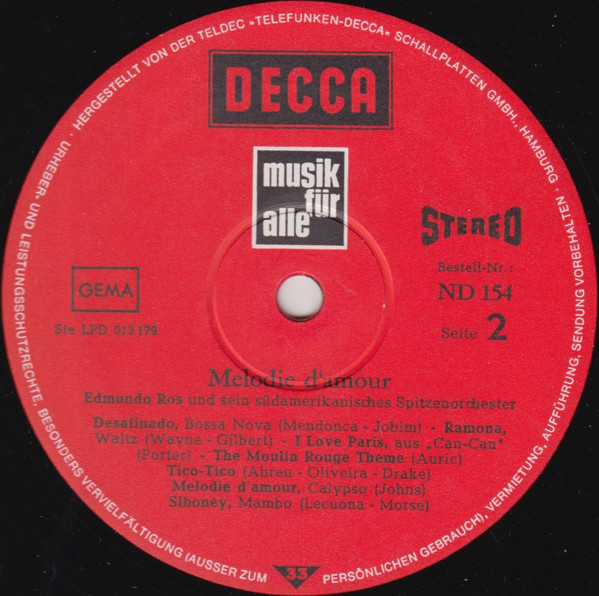 URHEBER- UND LEISTUNGSSCHUTZRECHTE, BESONDERS VERVIELFÄLTIGUNG (AUSSER ZUM PERSÖNLICHEN GEBRAUCH), VERMIETUNG, AUFFÜHRUNG, SENDUNG VORBEHALTEN · HERGESTELLT VON DER TELDEC »TELEFUNKEN-DECCA« SCHALLPLATTEN GMBH., HAMBURG ·
DECCA
musik
für
alle
STEREO
Bestell-Nr.:
ND 154
Seite 2
GEMA
Ste LPD 013179
Melodie d'amour
Edmundo Ros und sein südamerikanisches Spitzenorchester
Desafinado, Bossa Nova (Mendonca - Jobim) - Ramona,
Waltz (Wayne - Gilbert) - I Love Paris, aus „Can-Can"
(Porter) - The Moulin Rouge Theme (Auric)
Tico-Tico (Abreu - Oliveira - Drake)
Melodie d'amour, Calypso (Johns)
Siboney, Mambo (Lecuona - Morse)
33